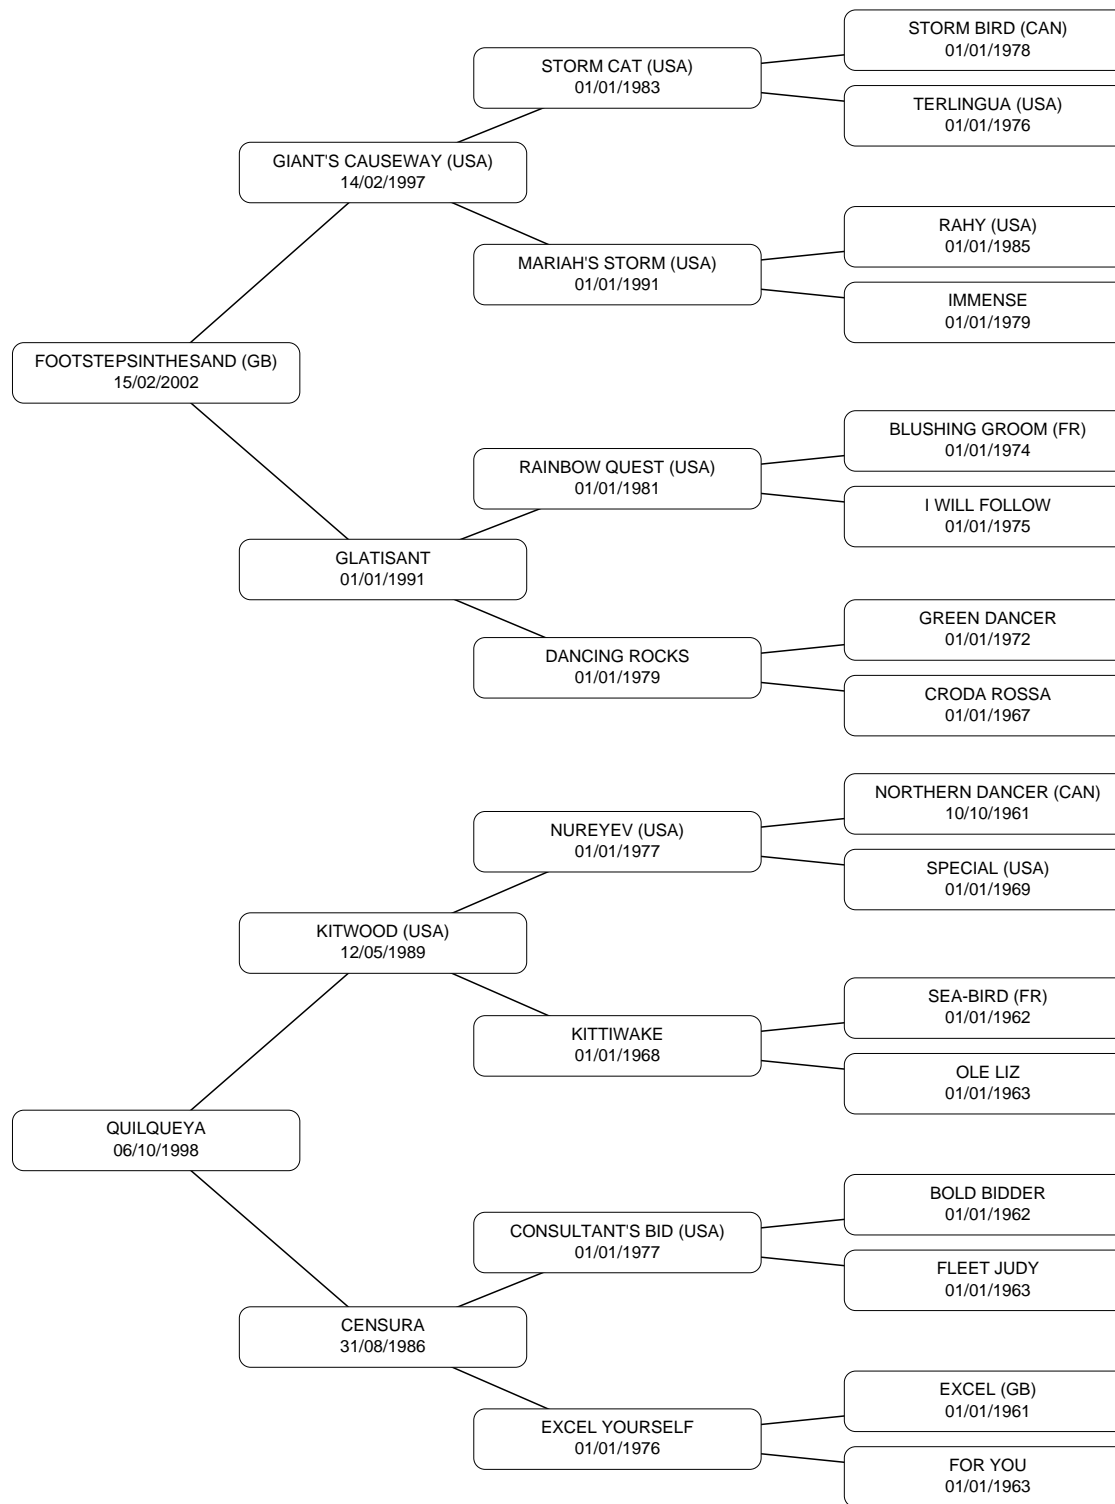 STORM BIRD (CAN)
01/01/1978
STORM CAT (USA)
01/01/1983
TERLINGUA (USA)
01/01/1976
GIANT'S CAUSEWAY (USA)
14/02/1997
RAHY (USA)
01/01/1985
MARIAH'S STORM (USA)
01/01/1991
IMMENSE
01/01/1979
FOOTSTEPSINTHESAND (GB)
15/02/2002
BLUSHING GROOM (FR)
01/01/1974
RAINBOW QUEST (USA)
01/01/1981
I WILL FOLLOW
01/01/1975
GLATISANT
01/01/1991
GREEN DANCER
01/01/1972
DANCING ROCKS
01/01/1979
CRODA ROSSA
01/01/1967
NORTHERN DANCER (CAN)
10/10/1961
NUREYEV (USA)
01/01/1977
SPECIAL (USA)
01/01/1969
KITWOOD (USA)
12/05/1989
SEA-BIRD (FR)
01/01/1962
KITTIWAKE
01/01/1968
OLE LIZ
01/01/1963
QUILQUEYA
06/10/1998
BOLD BIDDER
01/01/1962
CONSULTANT'S BID (USA)
01/01/1977
FLEET JUDY
01/01/1963
CENSURA
31/08/1986
EXCEL (GB)
01/01/1961
EXCEL YOURSELF
01/01/1976
FOR YOU
01/01/1963